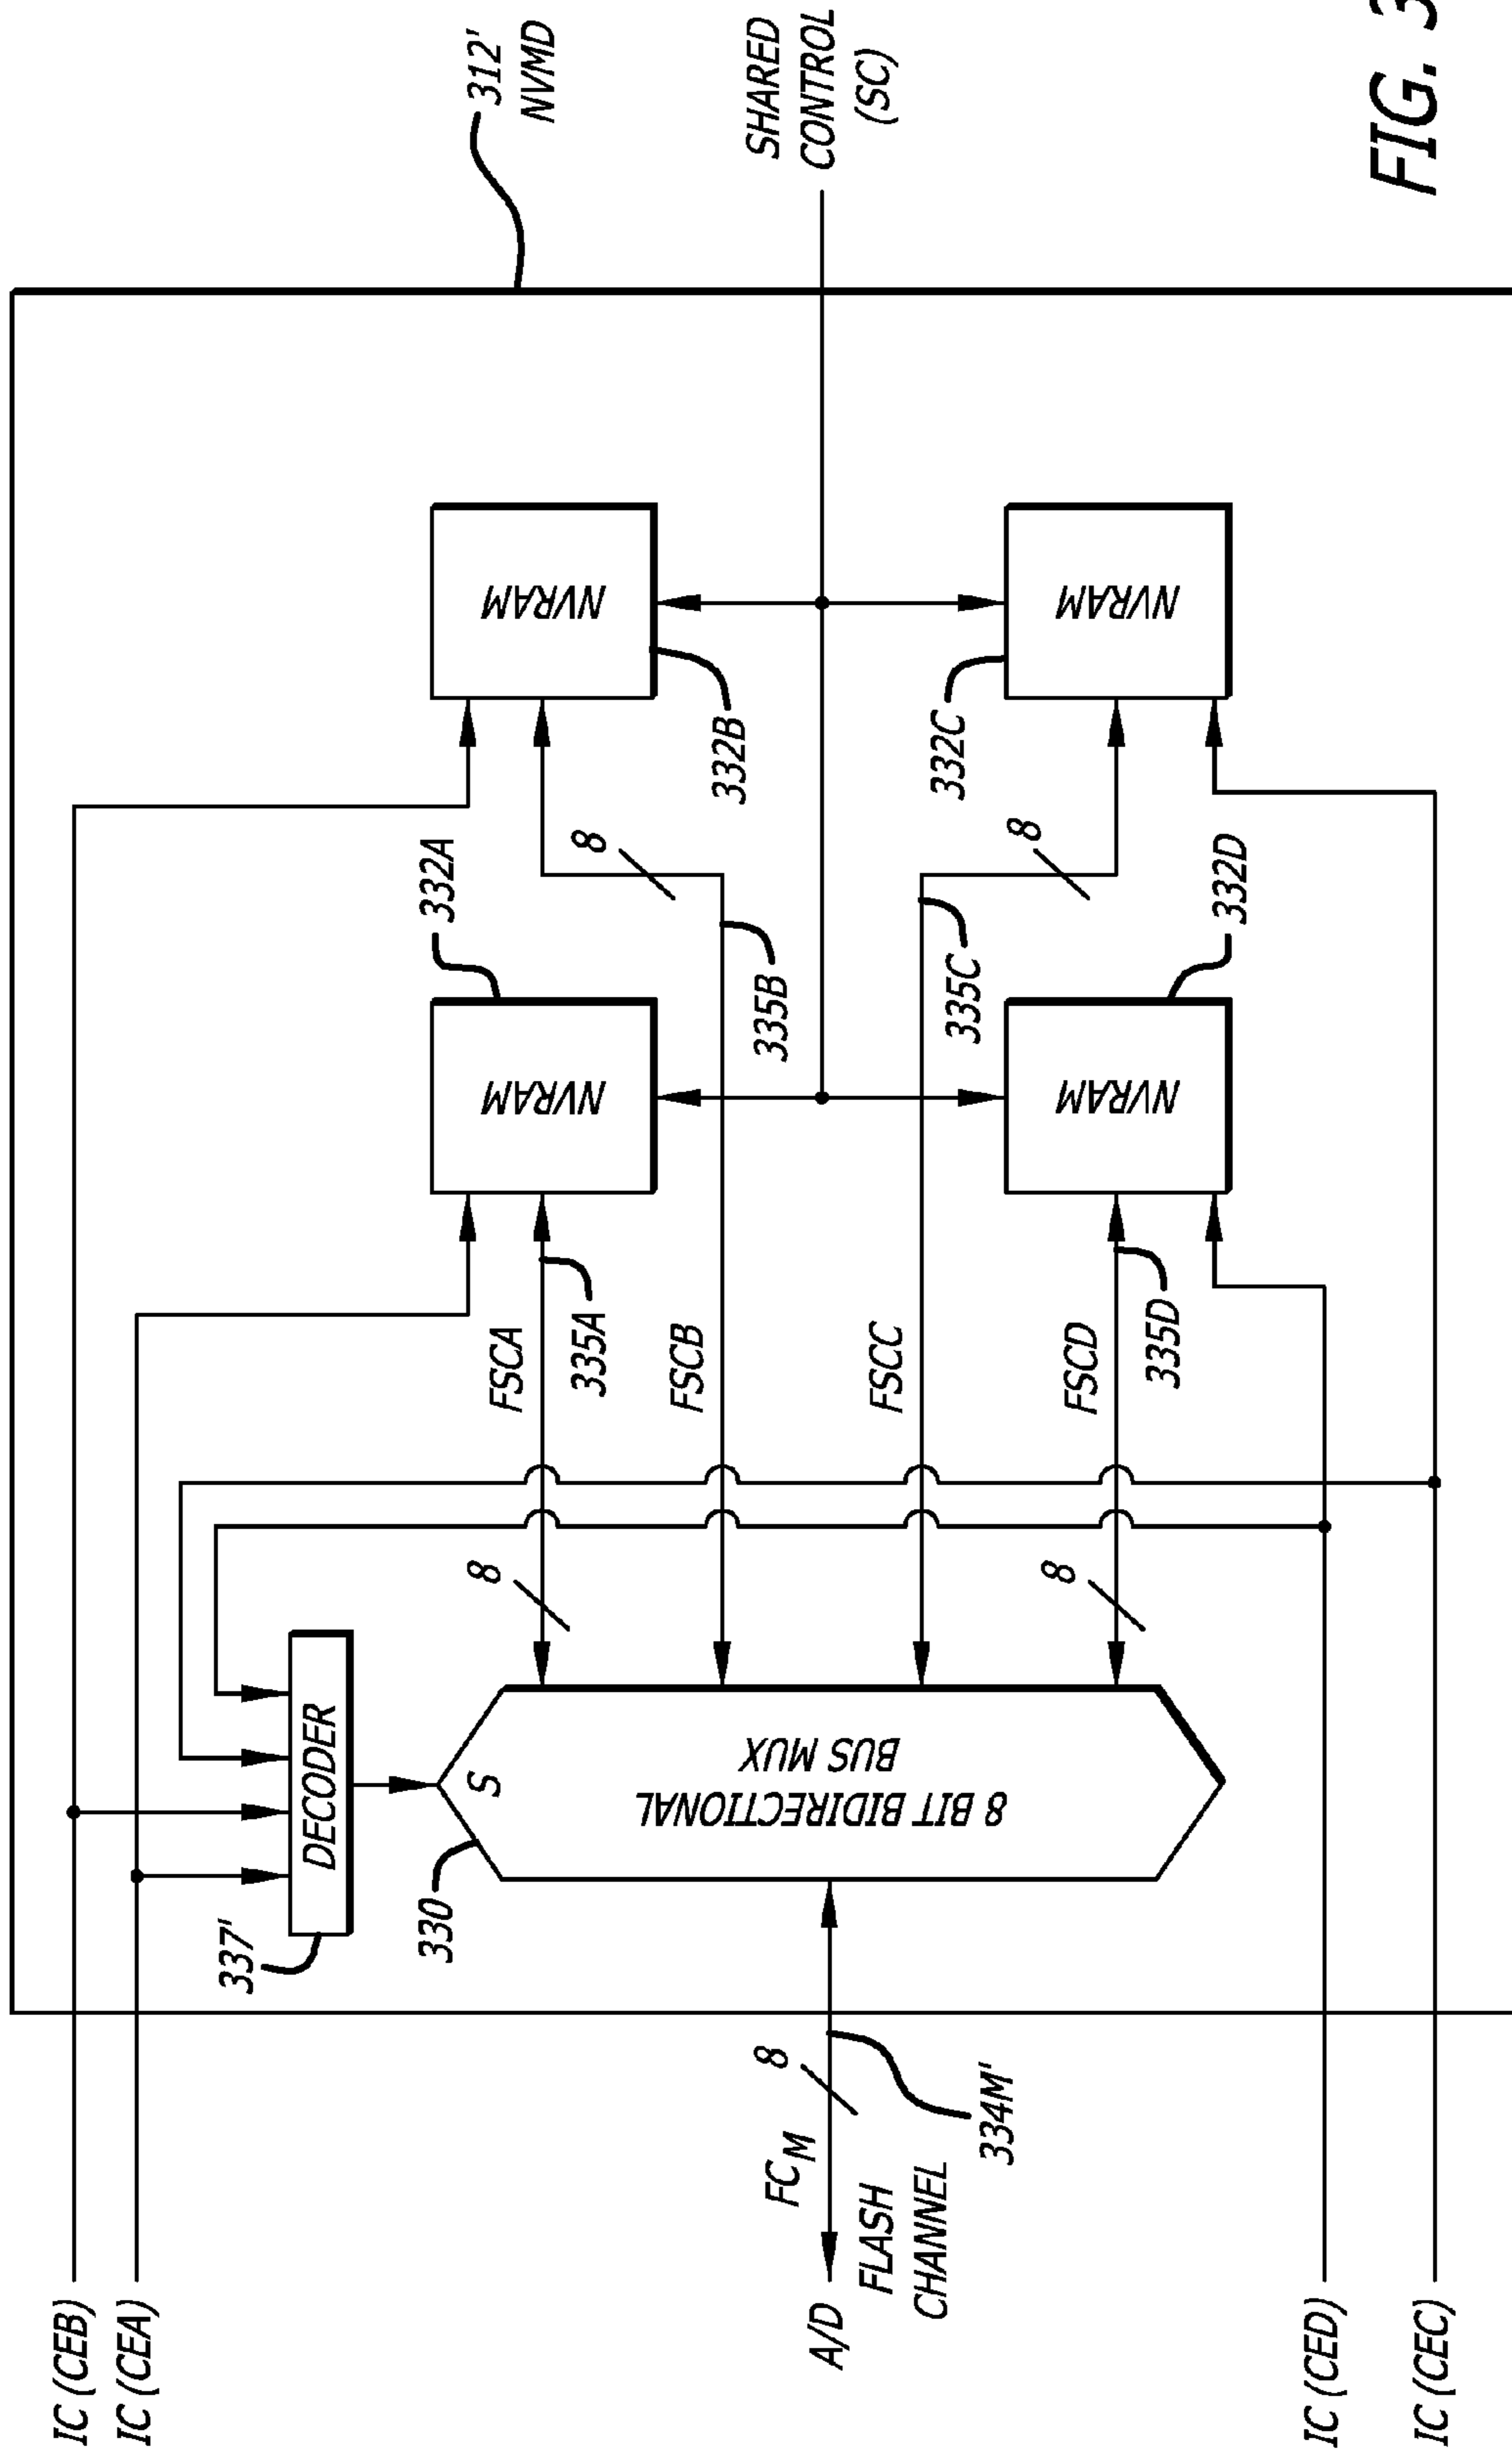 IC (CEB)
IC (CEA)
337'
DECODER
312'
NVMD
330
S
8
FSCA
335A
332A
NVRAM
NVRAM
332B
8
FSCB
335B
FC_M
8
A/D
FLASH
CHANNEL
334M'
8 BIT BIDIRECTIONAL
BUS MUX
SHARED
CONTROL
(SC)
FSCC
335C
8
332C
8
FSCD
335D
NVRAM
332D
NVRAM
IC (CED)
IC (CEC)
FIG. 3